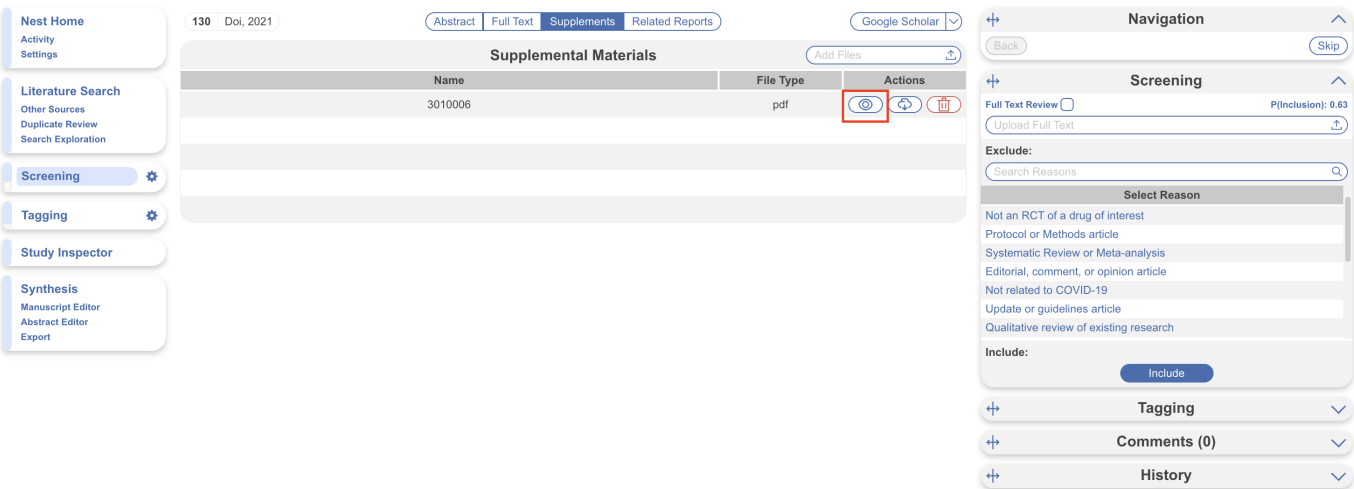 Nest Home
Activity
Settings
Literature Search
Other Sources
Duplicate Review
Search Exploration
Screening
Tagging
Study Inspector
Synthesis
Manuscript Editor
Abstract Editor
Export
130 Doi, 2021
Abstract Full Text Supplements Related Reports
Google Scholar
Supplemental Materials
Add Files
Name File Type Actions
3010006 pdf
Navigation
Back Skip
Screening
Full Text Review P(Inclusion): 0.63
Upload Full Text
Exclude:
Search Reasons
Select Reason
Not an RCT of a drug of interest
Protocol or Methods article
Systematic Review or Meta-analysis
Editorial, comment, or opinion article
Not related to COVID-19
Update or guidelines article
Qualitative review of existing research
Include:
Include
Tagging
Comments (0)
History